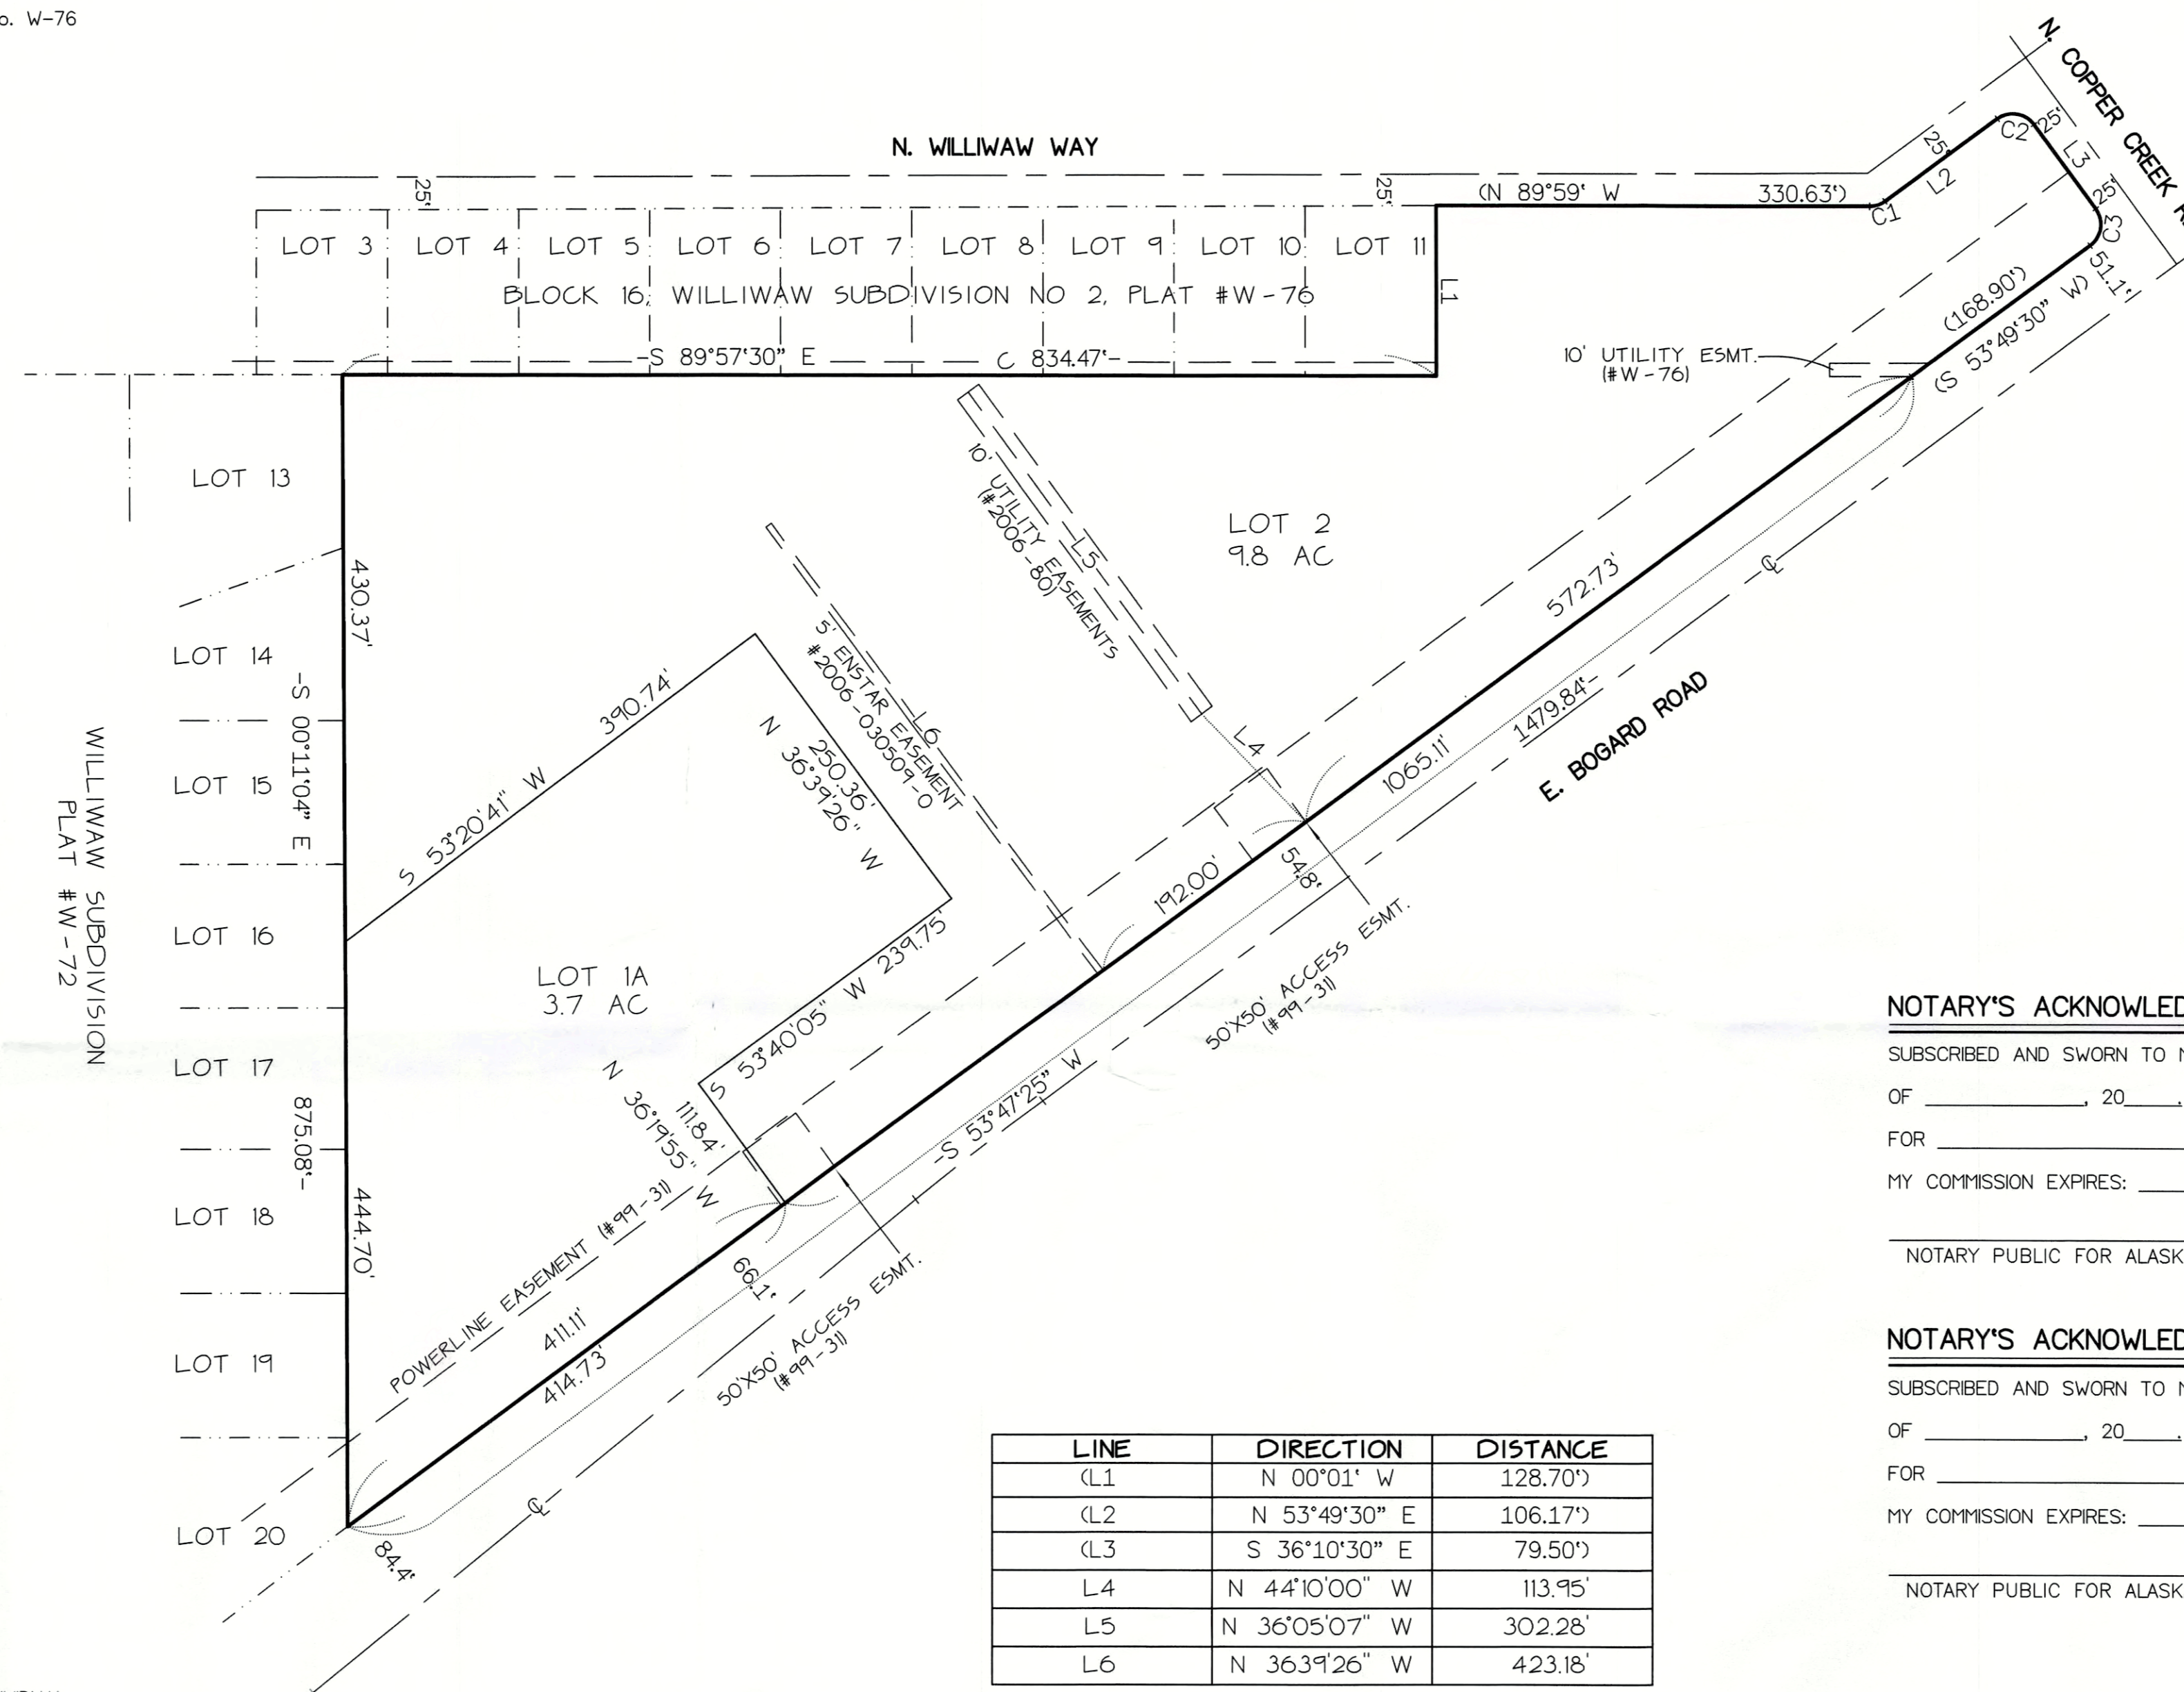 o. W-76
N. COPPER CREEK R
N. WILLIWAW WAY
25'
25'
(N 89°59' W 330.63')
C1
25'
L2
C2
25'
L3
25'
C3
51.1'
(168.90')
(S 53°49'30" W)
LOT 3
LOT 4
LOT 5
LOT 6
LOT 7
LOT 8
LOT 9
LOT 10
LOT 11
BLOCK 16, WILLIWAW SUBDIVISION NO 2, PLAT #W-76
L1
-S 89°57'30" E C 834.47'-
10' UTILITY ESMT.
(#W-76)
LOT 13
LOT 14
LOT 15
LOT 16
LOT 17
LOT 18
LOT 19
LOT 20
WILLIWAW SUBDIVISION
PLAT #W-72
-S 00°11'04" E
875.08'-
430.37'
444.70'
10' UTILITY EASEMENTS
(#2006-80)
L5
LOT 2
9.8 AC
5' ENSTAR EASEMENT
#2006-030509-0
L6
L4
S 53°20'41" W
390.74'
250.36'
N 36°39'26" W
LOT 1A
3.7 AC
S 53°40'05" W 239.75'
111.84'
N 36°19'55" W
572.73'
1065.11'
1479.84'-
E. BOGARD ROAD
192.00'
54.8'
50'X50' ACCESS ESMT.
(#99-31)
-S 53°47'25" W
POWERLINE EASEMENT (#99-31)
411.11'
414.73'
66.1'
50'X50' ACCESS ESMT.
(#99-31)
84.4'
LINE DIRECTION DISTANCE
(L1 N 00°01' W 128.70')
(L2 N 53°49'30" E 106.17')
(L3 S 36°10'30" E 79.50')
L4 N 44°10'00" W 113.95'
L5 N 36°05'07" W 302.28'
L6 N 3639'26" W 423.18'
NOTARY'S ACKNOWLED
SUBSCRIBED AND SWORN TO M
OF ____________, 20____.
FOR ____________
MY COMMISSION EXPIRES: ____
NOTARY PUBLIC FOR ALASK
NOTARY'S ACKNOWLED
SUBSCRIBED AND SWORN TO M
OF ____________, 20____.
FOR ____________
MY COMMISSION EXPIRES: ____
NOTARY PUBLIC FOR ALASK